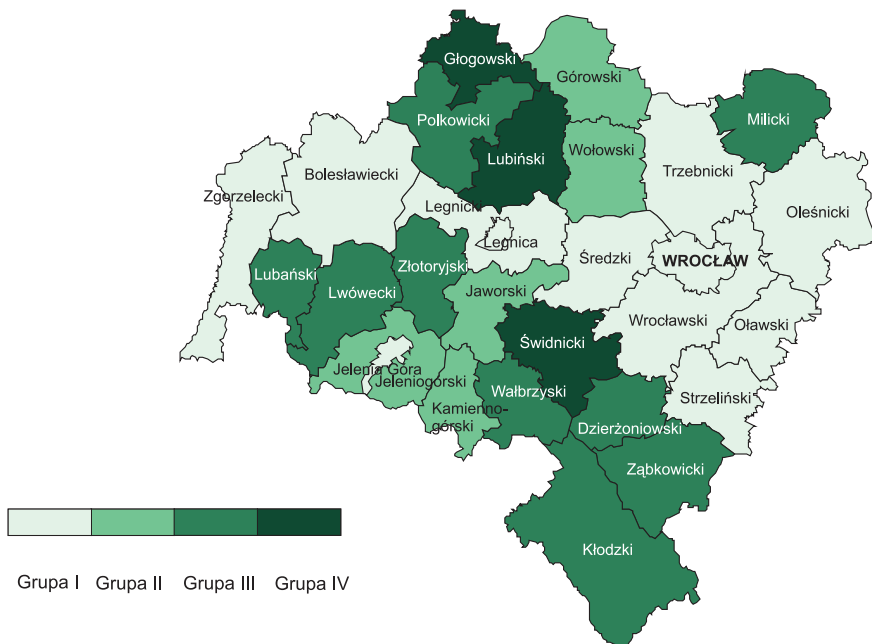 Głogowski
Górowski
Polkowicki
Milicki
Lubiński
Wołowski
Trzebnicki
Bolesławiecki
Zgorzelecki
Legnicki
Oleśnicki
Legnica
Średzki
WROCŁAW
Lubański
Złotoryjski
Lwówecki
Jaworski
Wrocławski
Oławski
Świdnicki
Jelenia Góra
Jeleniogórski
Wałbrzyski
Strzeliński
Kamienno-
górski
Dzierżoniowski
Ząbkowicki
Kłodzki
Grupa I Grupa II Grupa III Grupa IV